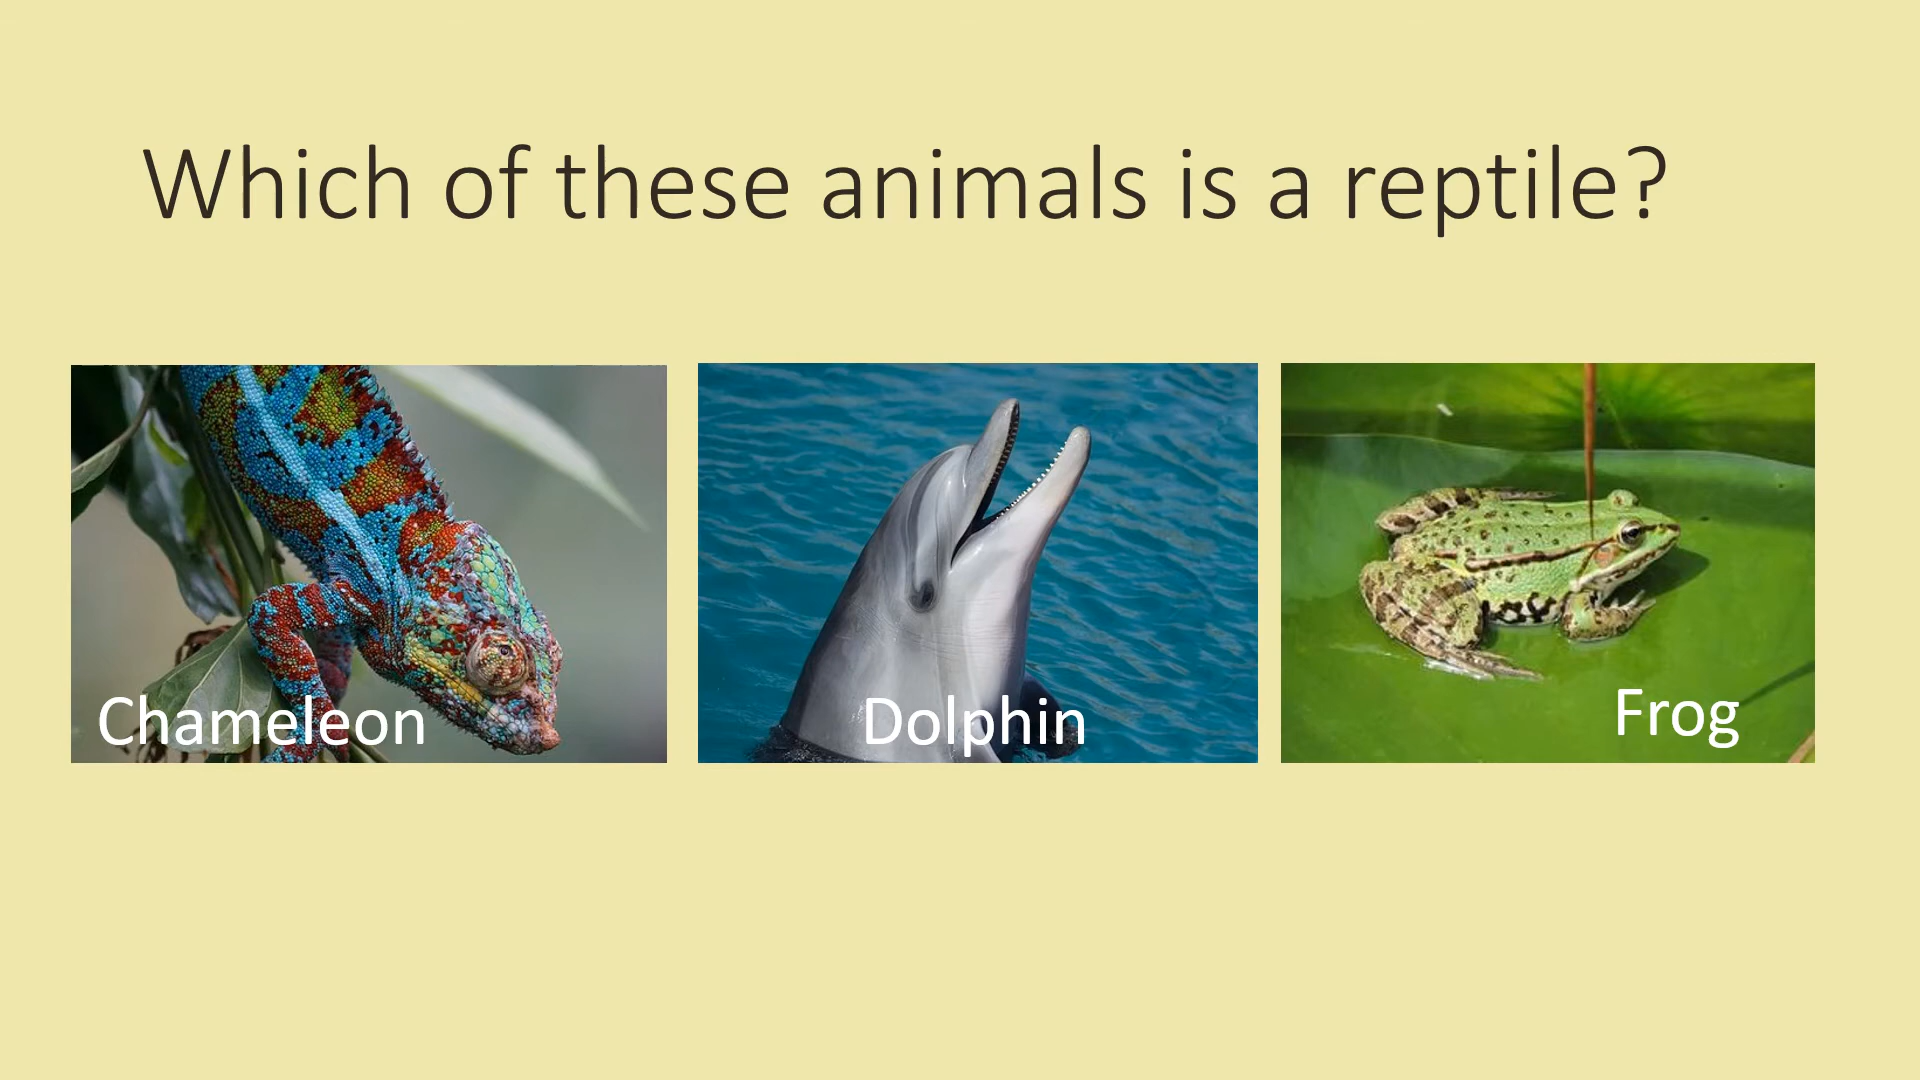 Which of these animals is a reptile?
Chameleon
Dolphin
Frog